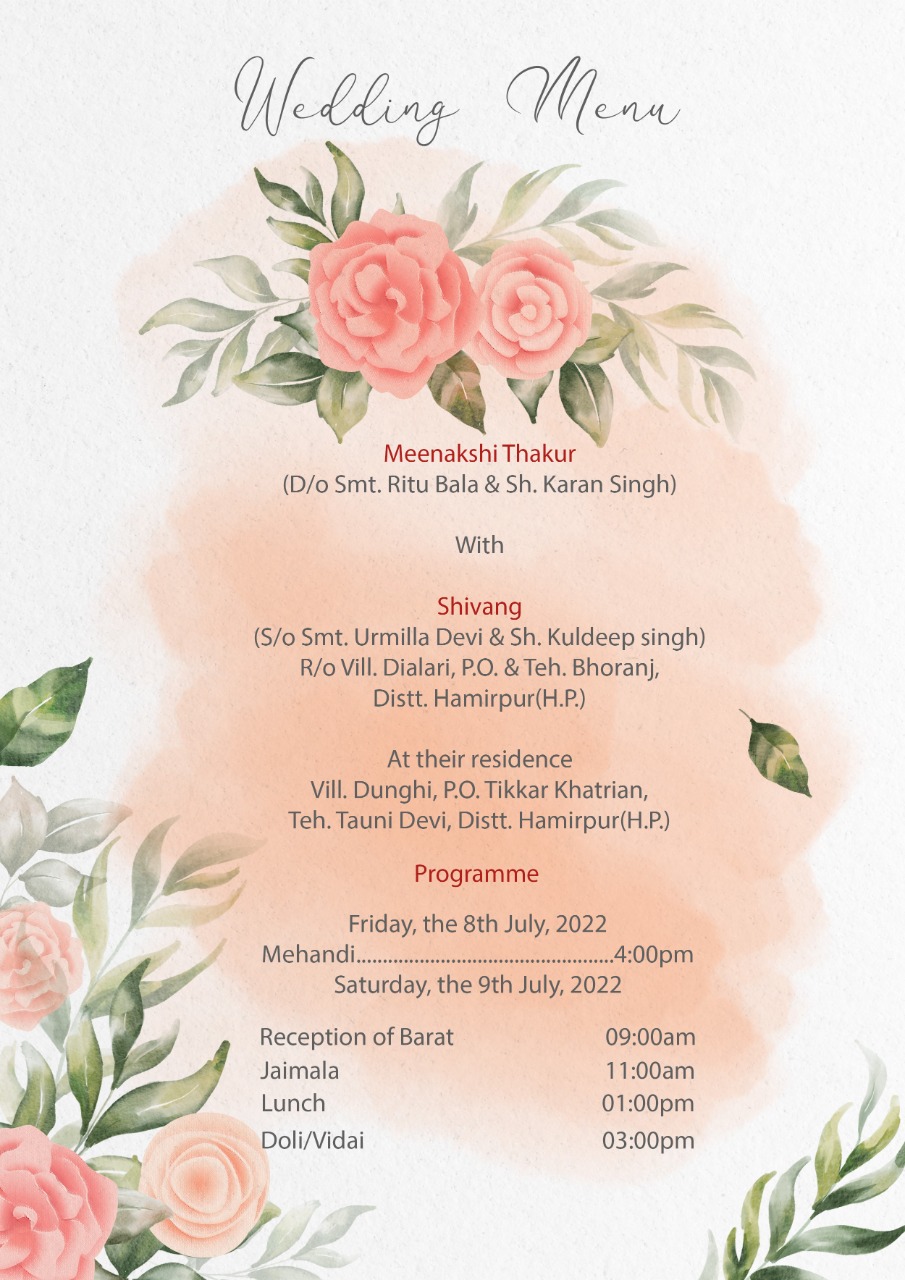 Wedding Menu
Meenakshi Thakur
(D/o Smt. Ritu Bala & Sh. Karan Singh)
With
Shivang
(S/o Smt. Urmilla Devi & Sh. Kuldeep singh)
R/o Vill. Dialari, P.O. & Teh. Bhoranj,
Distt. Hamirpur(H.P.)
At their residence
Vill. Dunghi, P.O. Tikkar Khatrian,
Teh. Tauni Devi, Distt. Hamirpur(H.P.)
Programme
Friday, the 8th July, 2022
Mehandi.................................................4:00pm
Saturday, the 9th July, 2022
Reception of Barat 09:00am
Jaimala 11:00am
Lunch 01:00pm
Doli/Vidai 03:00pm